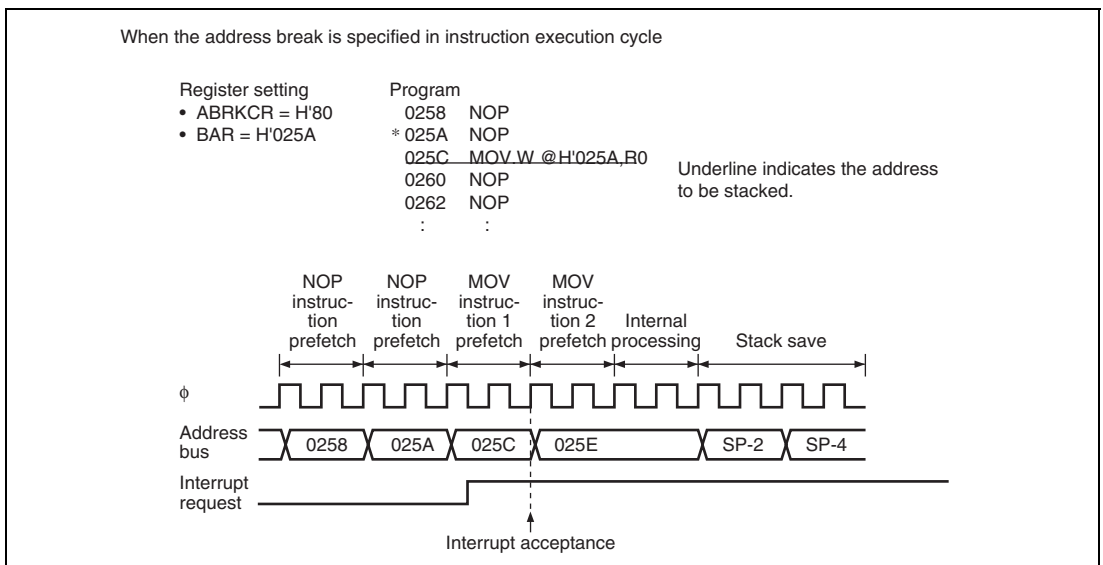 When the address break is specified in instruction execution cycle
Register setting
• ABRKCR = H'80
• BAR = H'025A
Program
0258 NOP
* 025A NOP
025C MOV.W @H'025A,R0
0260 NOP
0262 NOP
: :
Underline indicates the address
to be stacked.
NOP
instruc-
tion
prefetch
NOP
instruc-
tion
prefetch
MOV
instruc-
tion 1
prefetch
MOV
instruc-
tion 2
prefetch
Internal
processing
Stack save
φ
Address
bus
0258 025A 025C 025E SP-2 SP-4
Interrupt
request
Interrupt acceptance